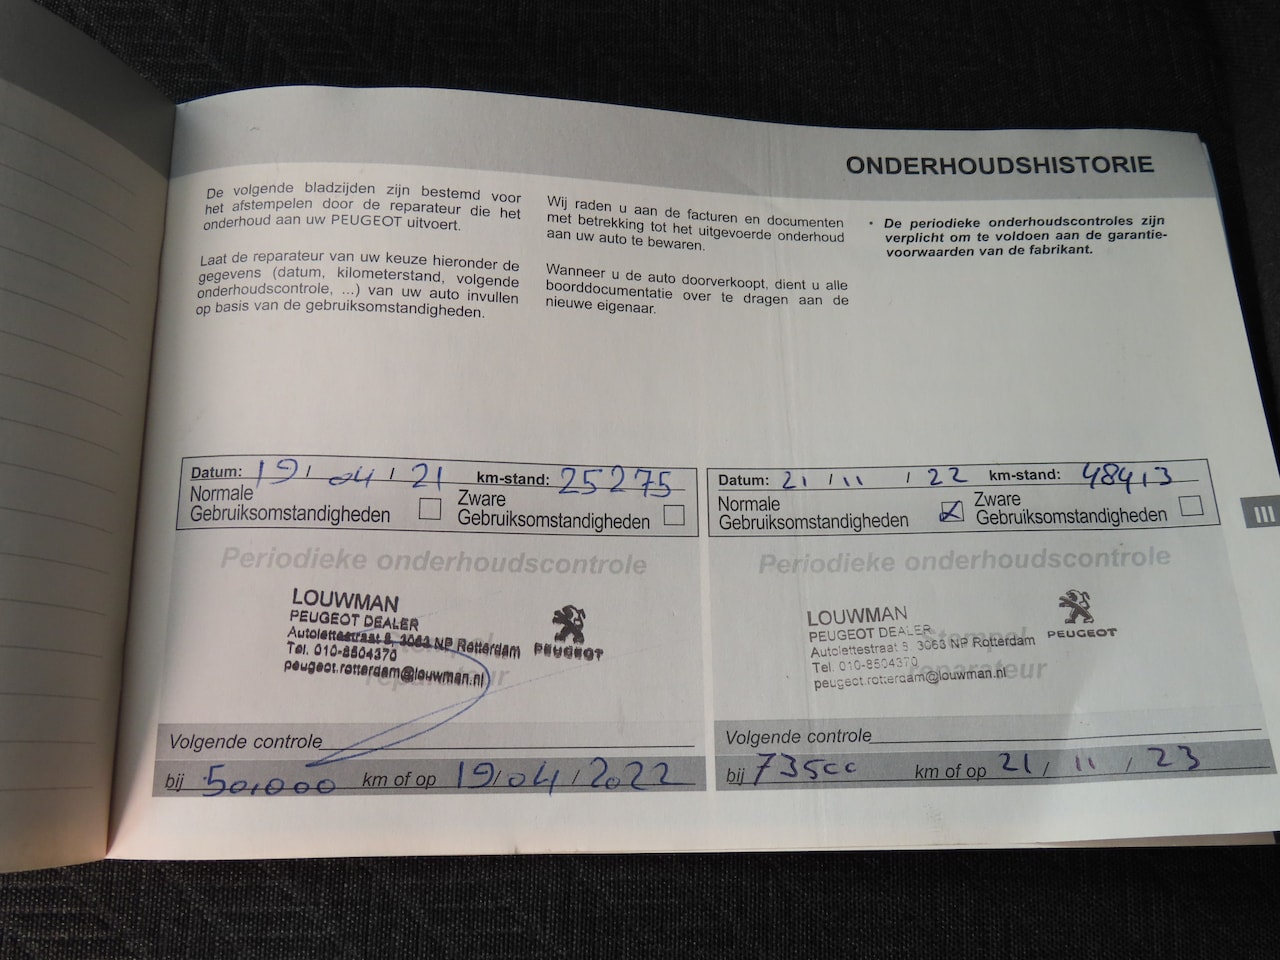 ONDERHOUDSHISTORIE
De volgende bladzijden zijn bestemd voor
het afstempelen door de reparateur die het
onderhoud aan uw PEUGEOT uitvoert.
Laat de reparateur van uw keuze hieronder de
gegevens (datum, kilometerstand, volgende
onderhoudscontrole, ...) van uw auto invullen
op basis van de gebruiksomstandigheden.
Wij raden u aan de facturen en documenten
met betrekking tot het uitgevoerde onderhoud
aan uw auto te bewaren.
Wanneer u de auto doorverkoopt, dient u alle
boorddocumentatie over te dragen aan de
nieuwe eigenaar.
• De periodieke onderhoudscontroles zijn
verplicht om te voldoen aan de garantie-
voorwaarden van de fabrikant.
Datum: 19/04/21 km-stand: 25275
Normale
Gebruiksomstandigheden
Zware
Gebruiksomstandigheden
Periodieke onderhoudscontrole
Stempel
reparateur
LOUWMAN
PEUGEOT DEALER
Autolettestraat 5, 3063 NP Rotterdam
Tel. 010-8504370
peugeot.rotterdam@louwman.nl
PEUGEOT
Volgende controle
bij 50,000 km of op 19/04/2022
Datum: 21/11/22 km-stand: 48413
Normale
Gebruiksomstandigheden
Zware
Gebruiksomstandigheden
Periodieke onderhoudscontrole
Stempel
reparateur
LOUWMAN
PEUGEOT DEALER
Autolettestraat 5, 3063 NP Rotterdam
Tel. 010-8504370
peugeot.rotterdam@louwman.nl
PEUGEOT
Volgende controle
bij 73500 km of op 21/11/23
III